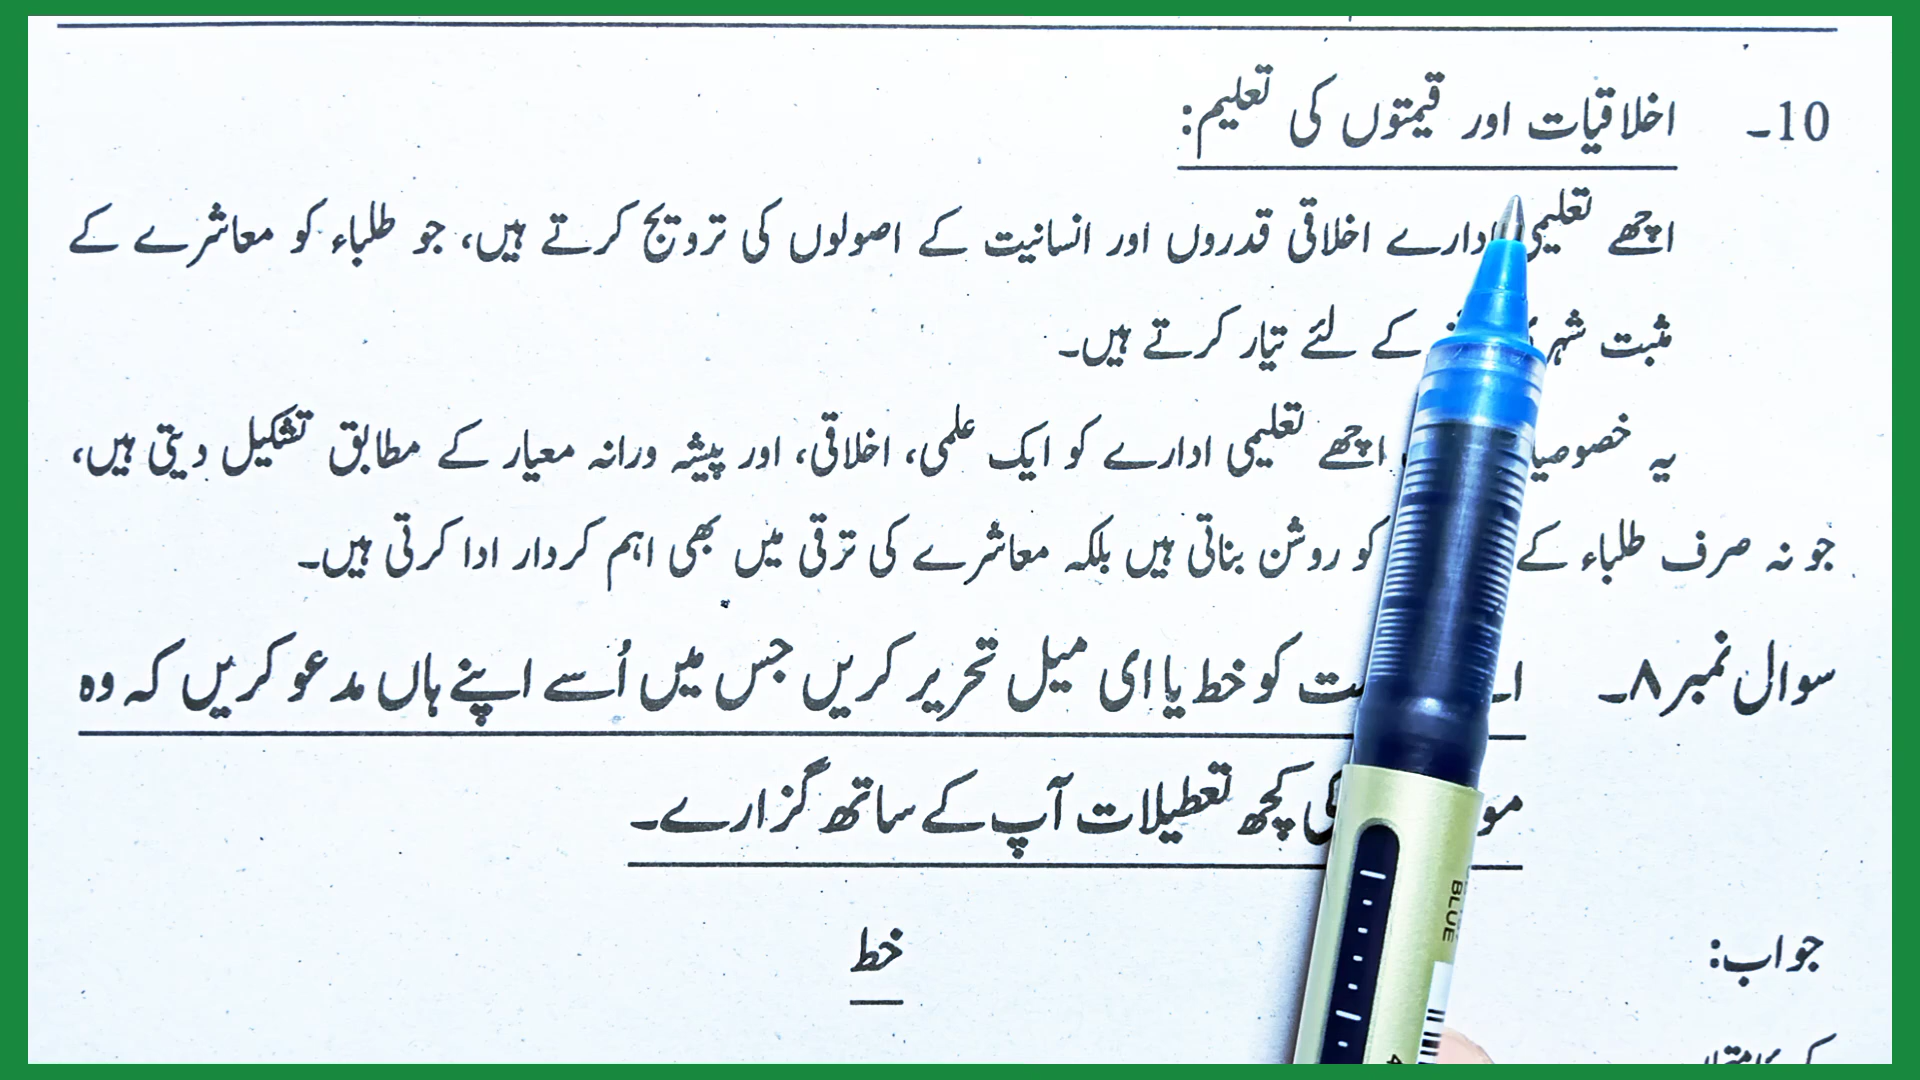 10۔ اخلاقیات اور قیمتوں کی تعلیم:
اچھے تعلیمی ادارے اخلاقی قدروں اور انسانیت کے اصولوں کی ترویج کرتے ہیں، جو طلباء کو معاشرے کے
مثبت کے لئے تیار کرتے ہیں۔
یہ اچھے تعلیمی ادارے کو ایک علمی، اخلاقی، اور پیشہ ورانہ معیار کے مطابق تشکیل دیتی ہیں،
جو نہ صرف طلباء کے کو روشن بناتی ہیں بلکہ معاشرے کی ترقی میں بھی اہم کردار ادا کرتی ہیں۔
سوال نمبر ۸۔ کو خط یا ای میل تحریر کریں جس میں اُسے اپنے ہاں مدعو کریں کہ وہ
کی کچھ تعطیلات آپ کے ساتھ گزارے۔
جواب: خط
BLUE